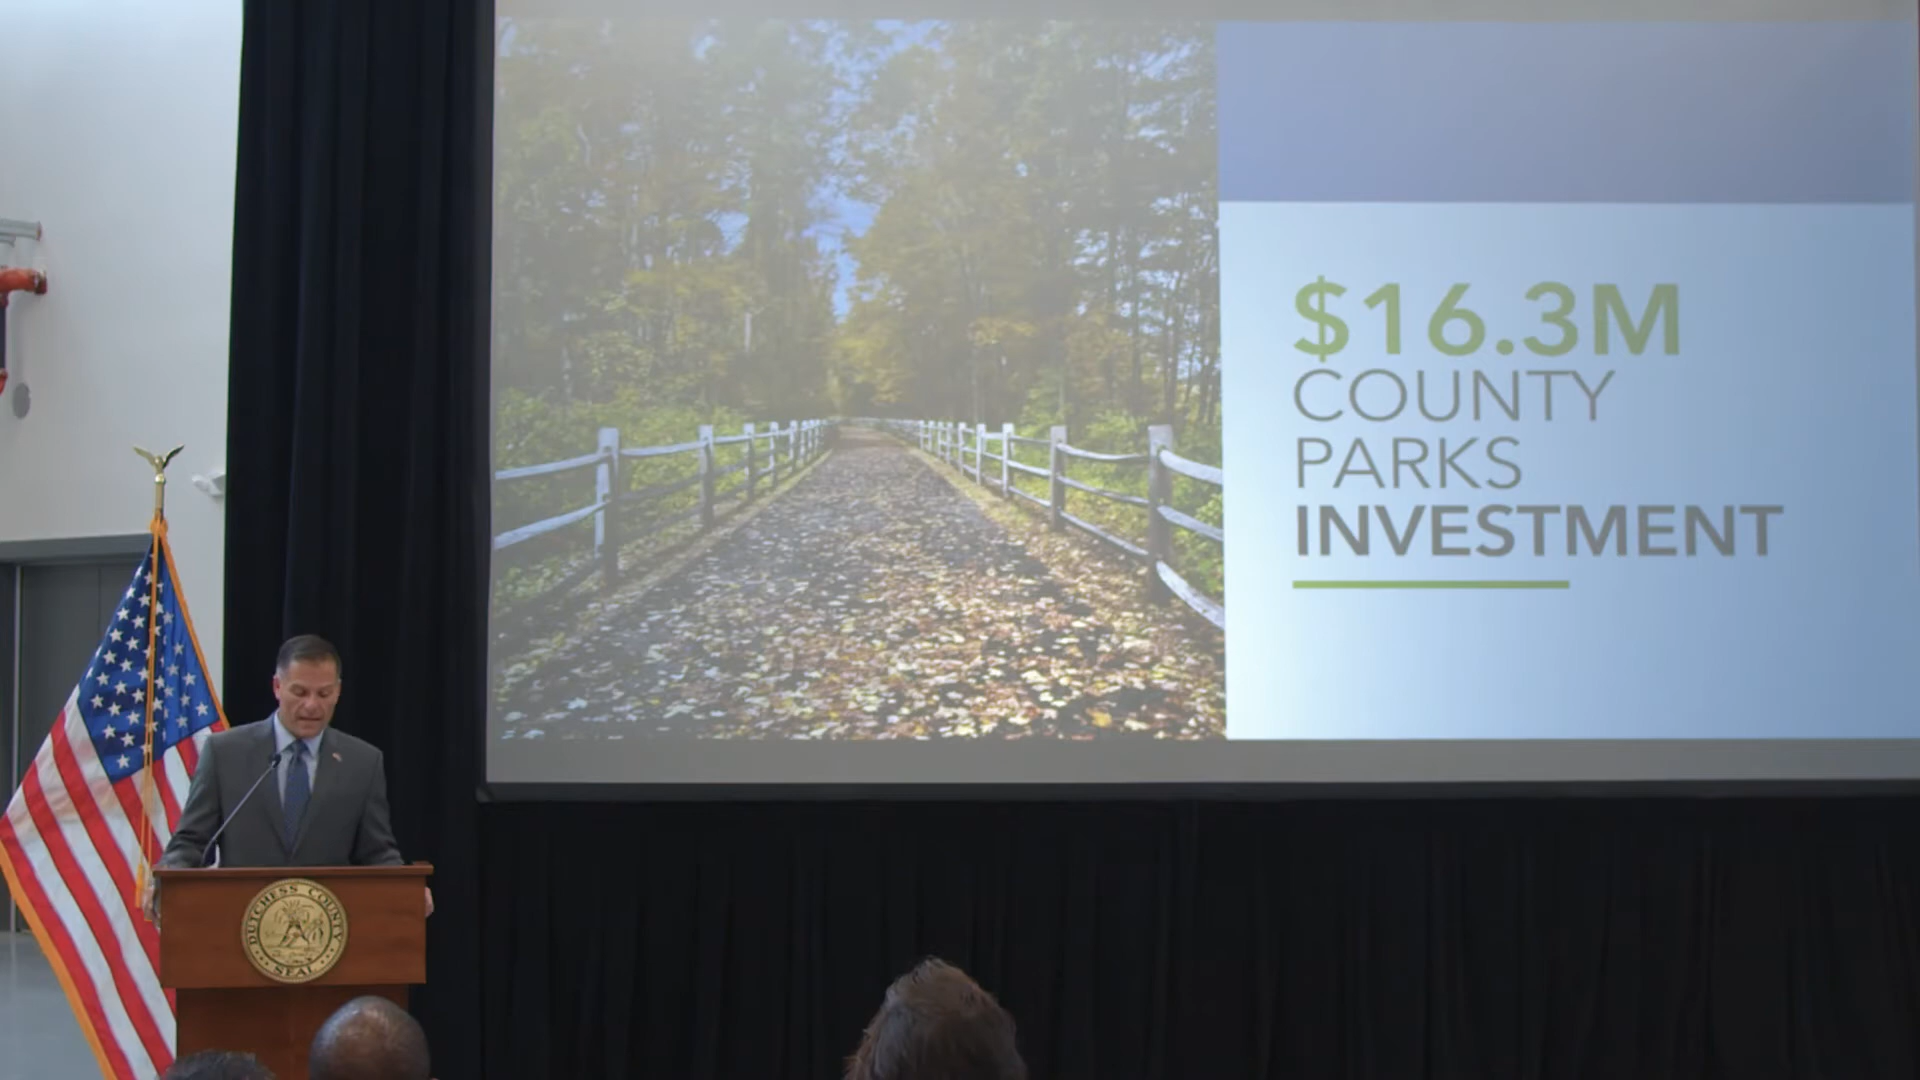 $16.3M
COUNTY
PARKS
INVESTMENT
DUTCHESS COUNTY
SEAL